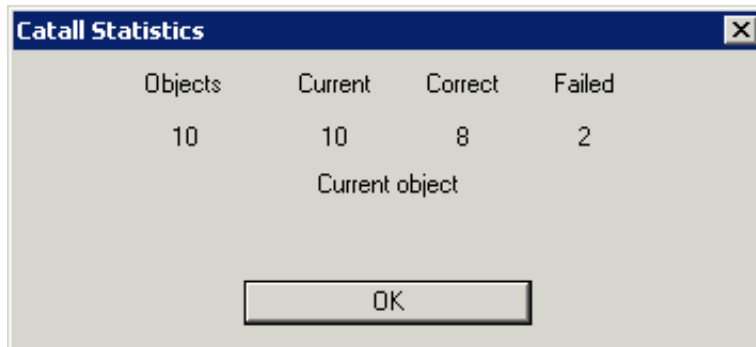 Catall Statistics
Objects Current Correct Failed
10 10 8 2
Current object
OK